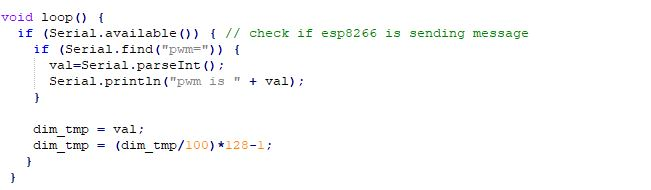 void loop() {
if (Serial.available()) { // check if esp8266 is sending message
if (Serial.find("pwm=")) {
val=Serial.parseInt();
Serial.println("pwm is " + val);
}
dim_tmp = val;
dim_tmp = (dim_tmp/100)*128-1;
}
}